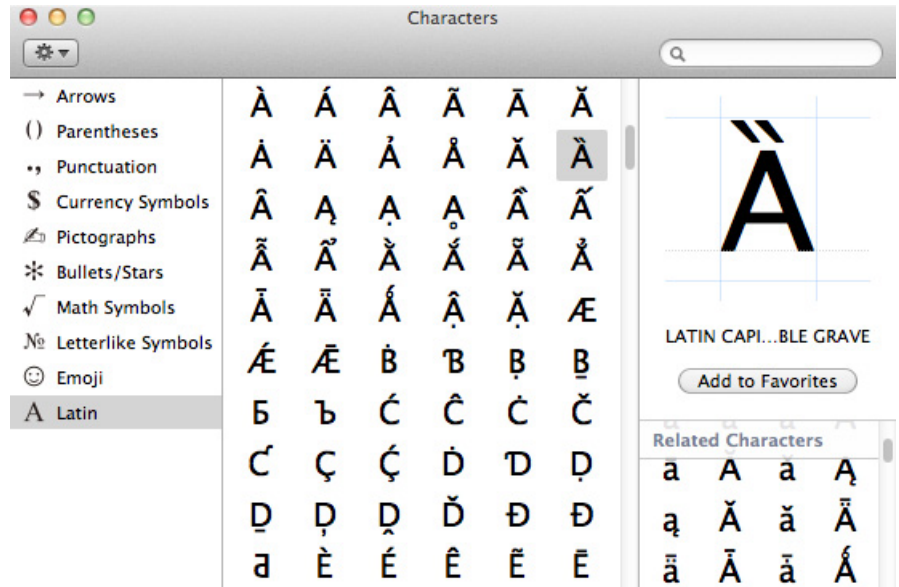 Characters
→ Arrows
() Parentheses
•, Punctuation
$ Currency Symbols
✍ Pictographs
✻ Bullets/Stars
√ Math Symbols
№ Letterlike Symbols
☺ Emoji
A Latin
À Á Â Ã Ā Ă
Ȧ Ä Ả Å Ǎ Ȁ
Ȃ Ą Ạ Ḁ Ầ Ấ
Ẫ Ẩ Ằ Ắ Ẵ Ẳ
Ǡ Ǟ Ǻ Ậ Ặ Æ
Ǽ Ǣ Ḃ Ɓ Ḅ Ḇ
Ƃ Ƅ Ć Ĉ Ċ Č
Ƈ Ç Ḉ Ḋ Ɗ Ḍ
Ḏ Ḑ Ḓ Ď Đ Ɖ
Ƌ È É Ê Ẽ Ē
Ȁ
LATIN CAPI...BLE GRAVE
Add to Favorites
Related Characters
ā Ă ă Ą
ą Ǎ ǎ Ǟ
ǟ Ǡ ǡ Ǻ